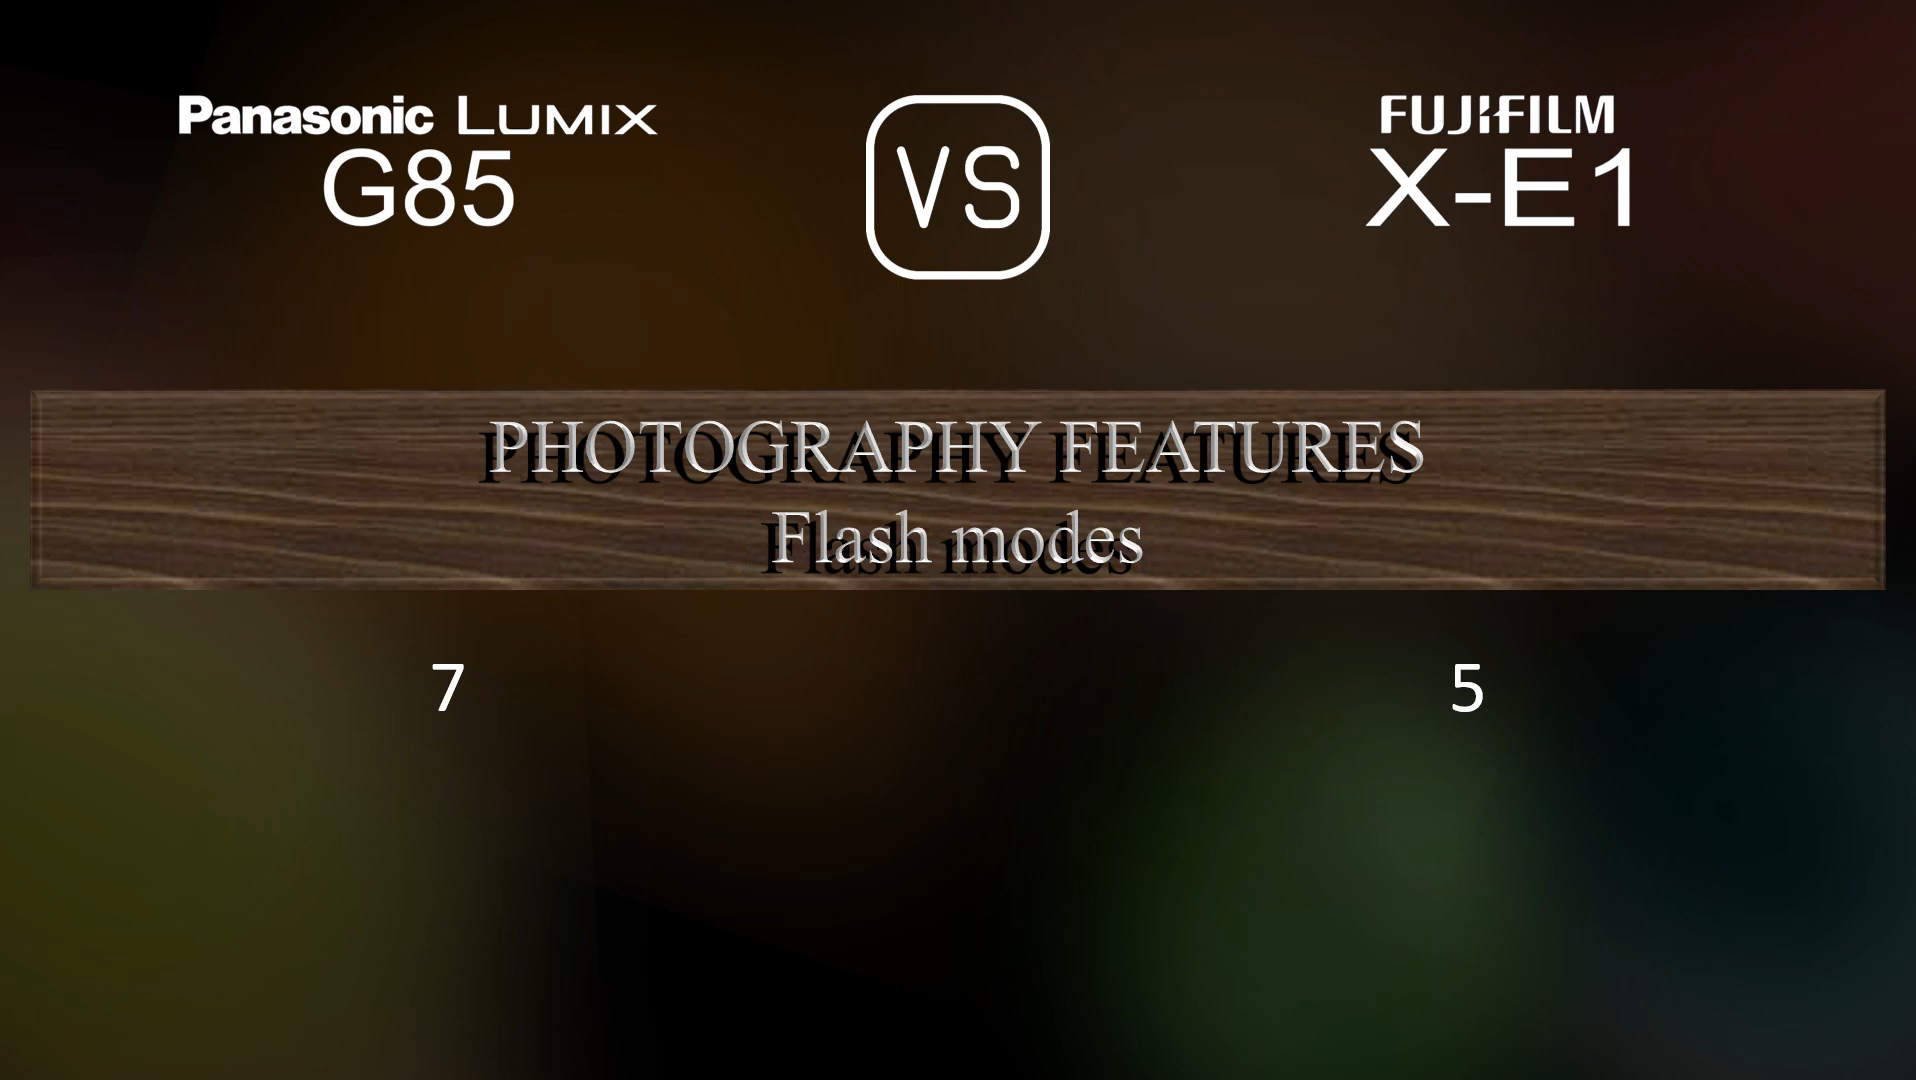 Panasonic LUMIX
G85
VS
FUJIFILM
X-E1
PHOTOGRAPHY FEATURES
Flash modes
7
5